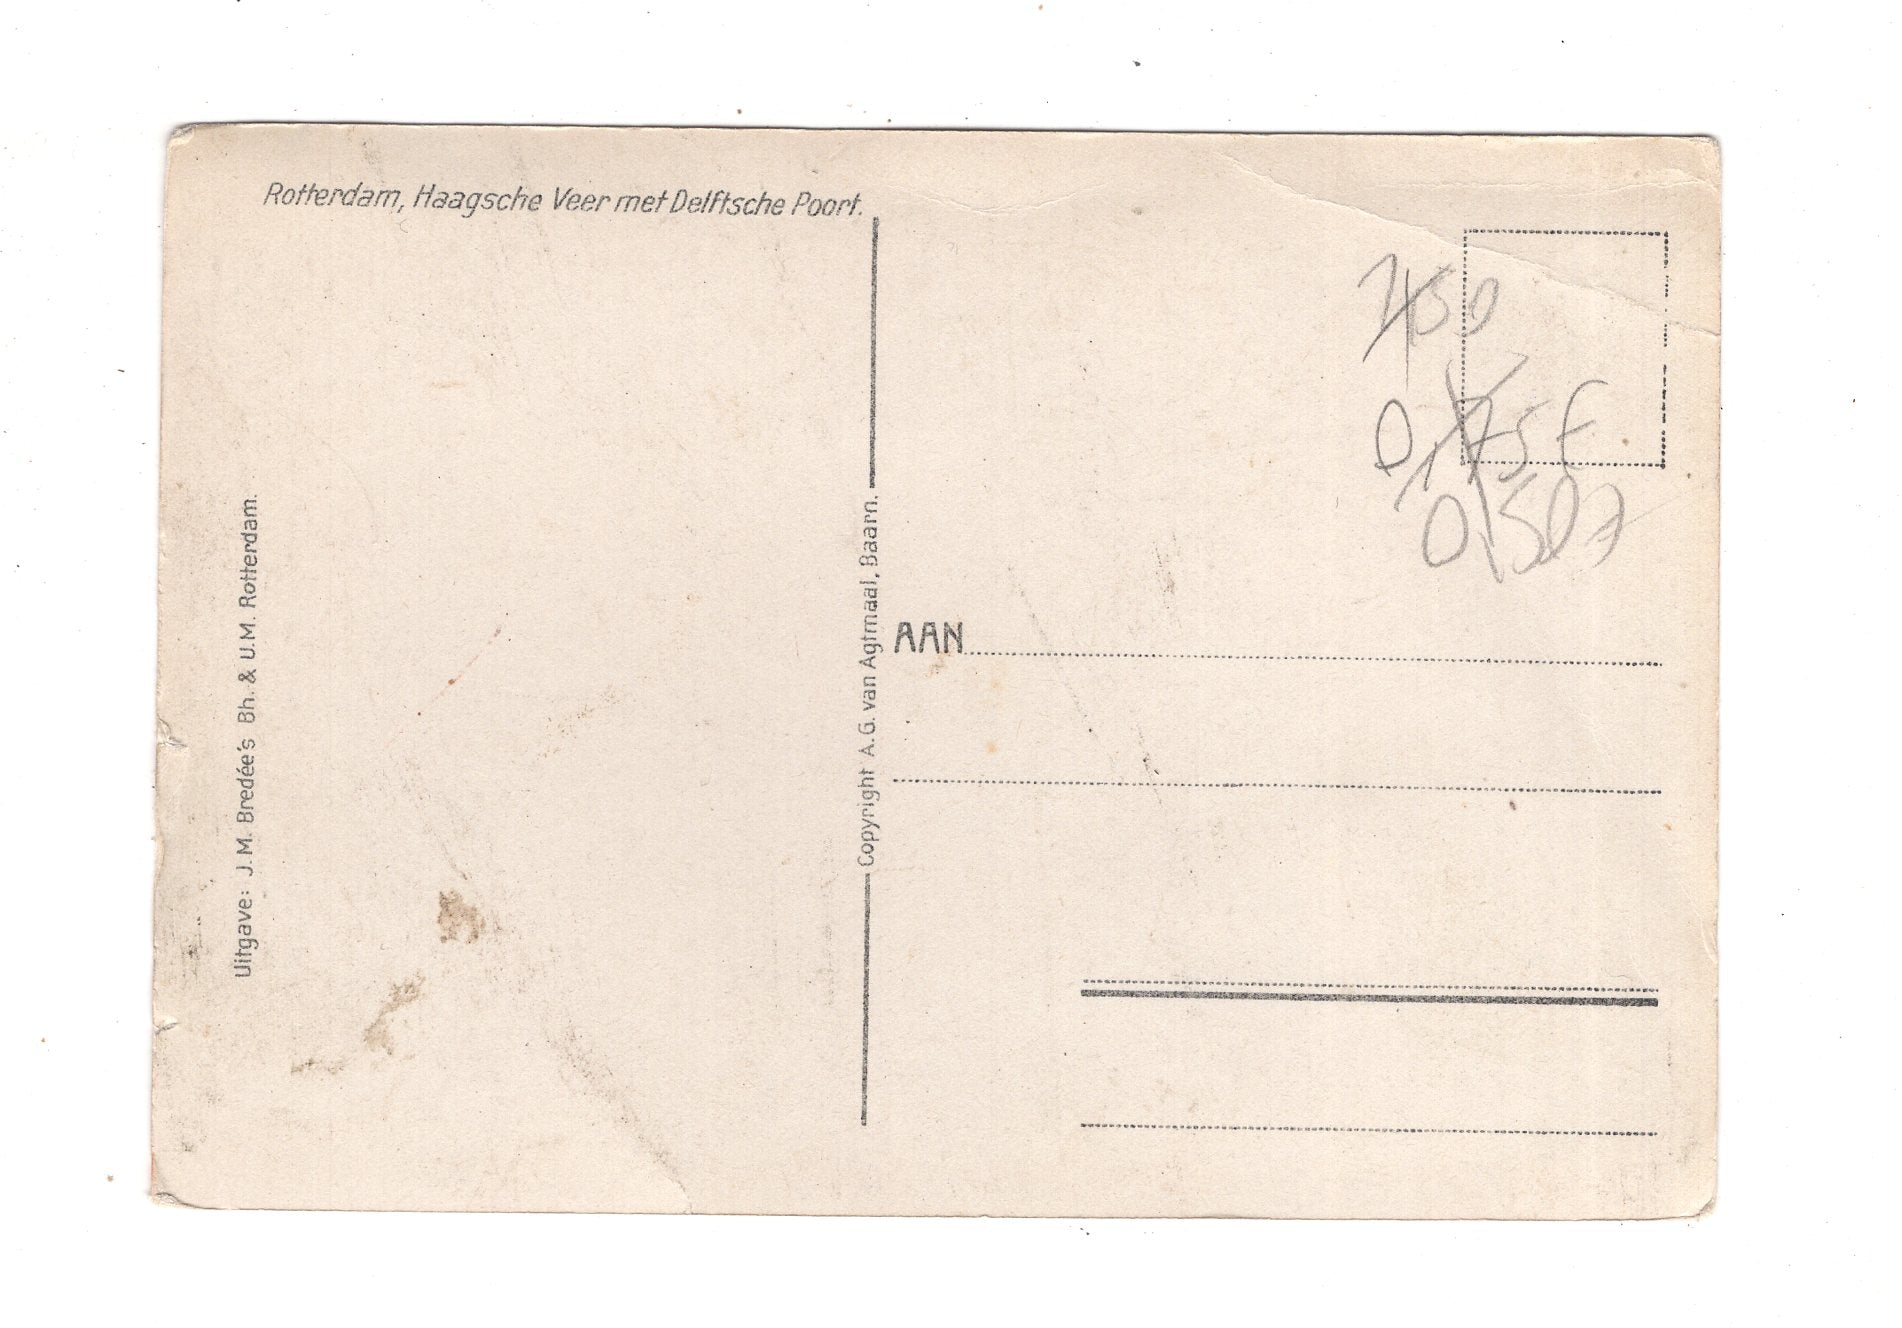 Rotterdam, Haagsche Veer met Delftsche Poort.
Uitgave: J. M. Bredée's Bh. & U. M. Rotterdam.
Copyright A. G. van Agtmaal, Baarn.
AAN